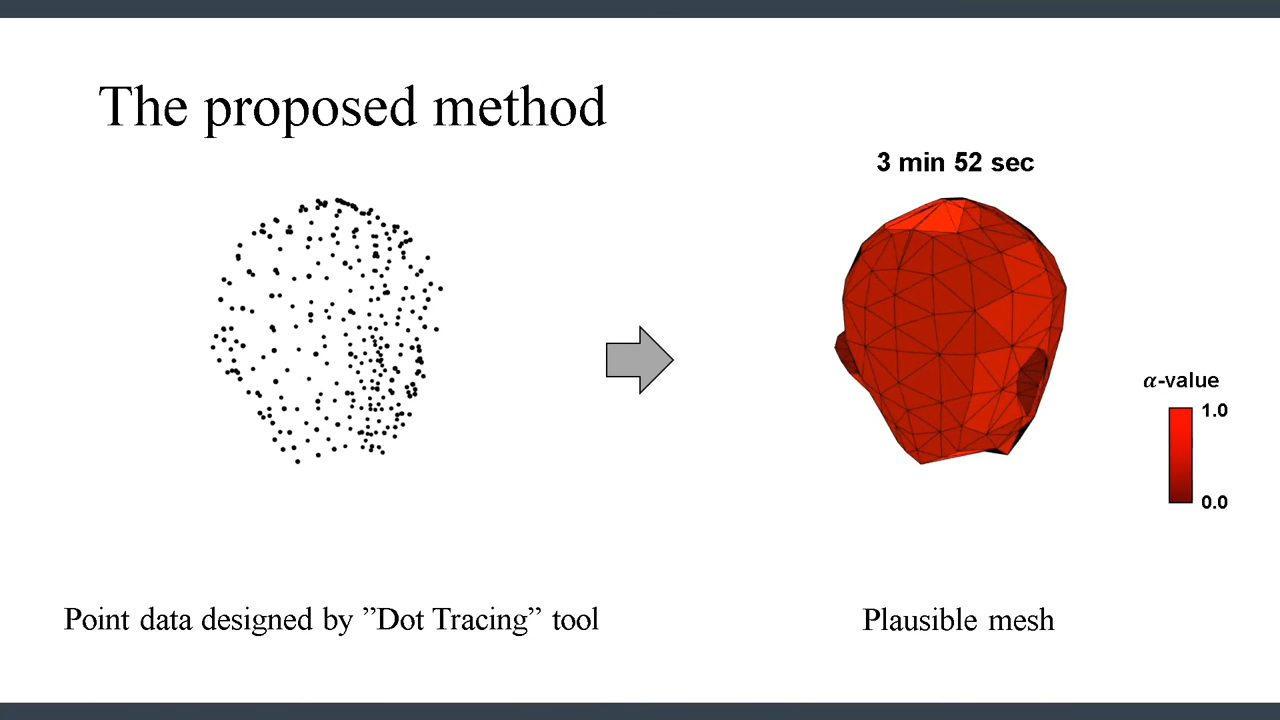 The proposed method
3 min 52 sec
α-value
1.0
0.0
Point data designed by ”Dot Tracing” tool
Plausible mesh